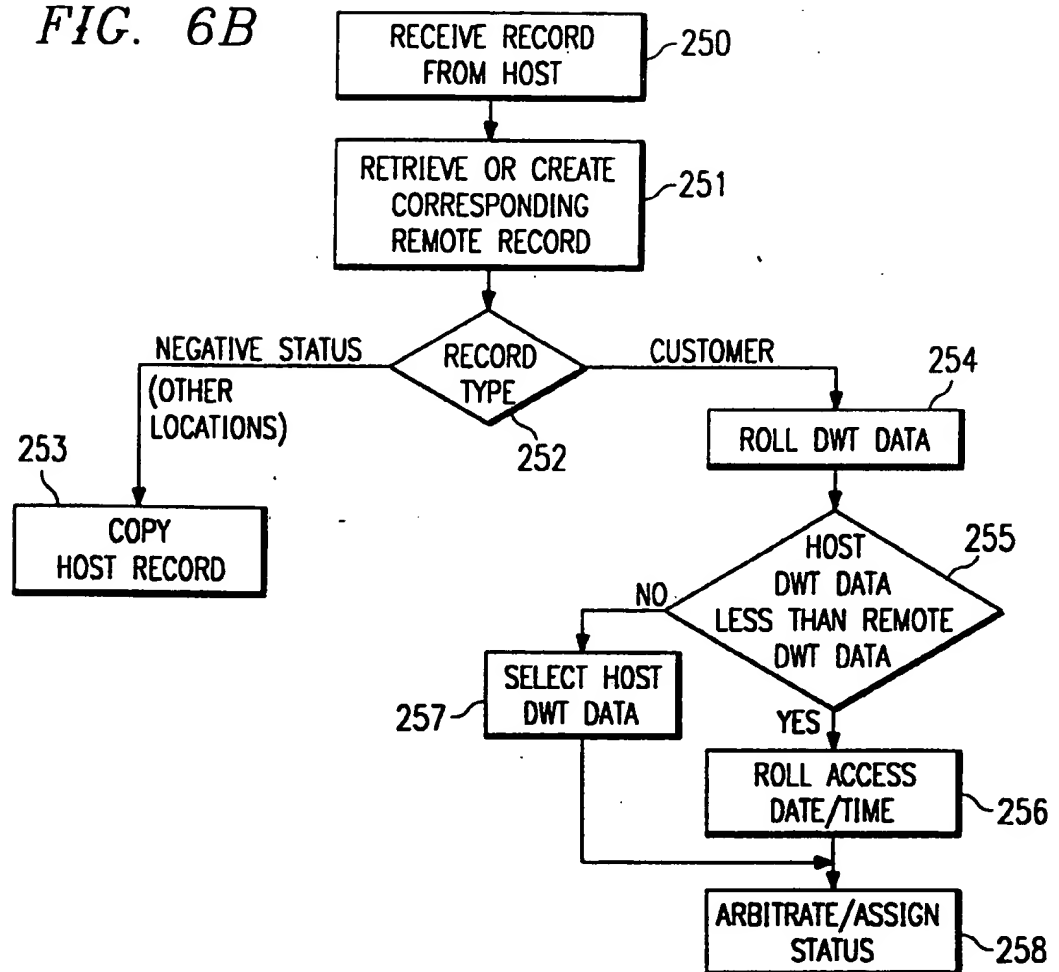 FIG. 6B
RECEIVE RECORD
FROM HOST
250
RETRIEVE OR CREATE
CORRESPONDING
REMOTE RECORD
251
NEGATIVE STATUS
(OTHER
LOCATIONS)
RECORD
TYPE
252
CUSTOMER
253
COPY
HOST RECORD
254
ROLL DWT DATA
HOST
DWT DATA
LESS THAN REMOTE
DWT DATA
255
NO
SELECT HOST
DWT DATA
257
YES
ROLL ACCESS
DATE/TIME
256
ARBITRATE/ASSIGN
STATUS
258